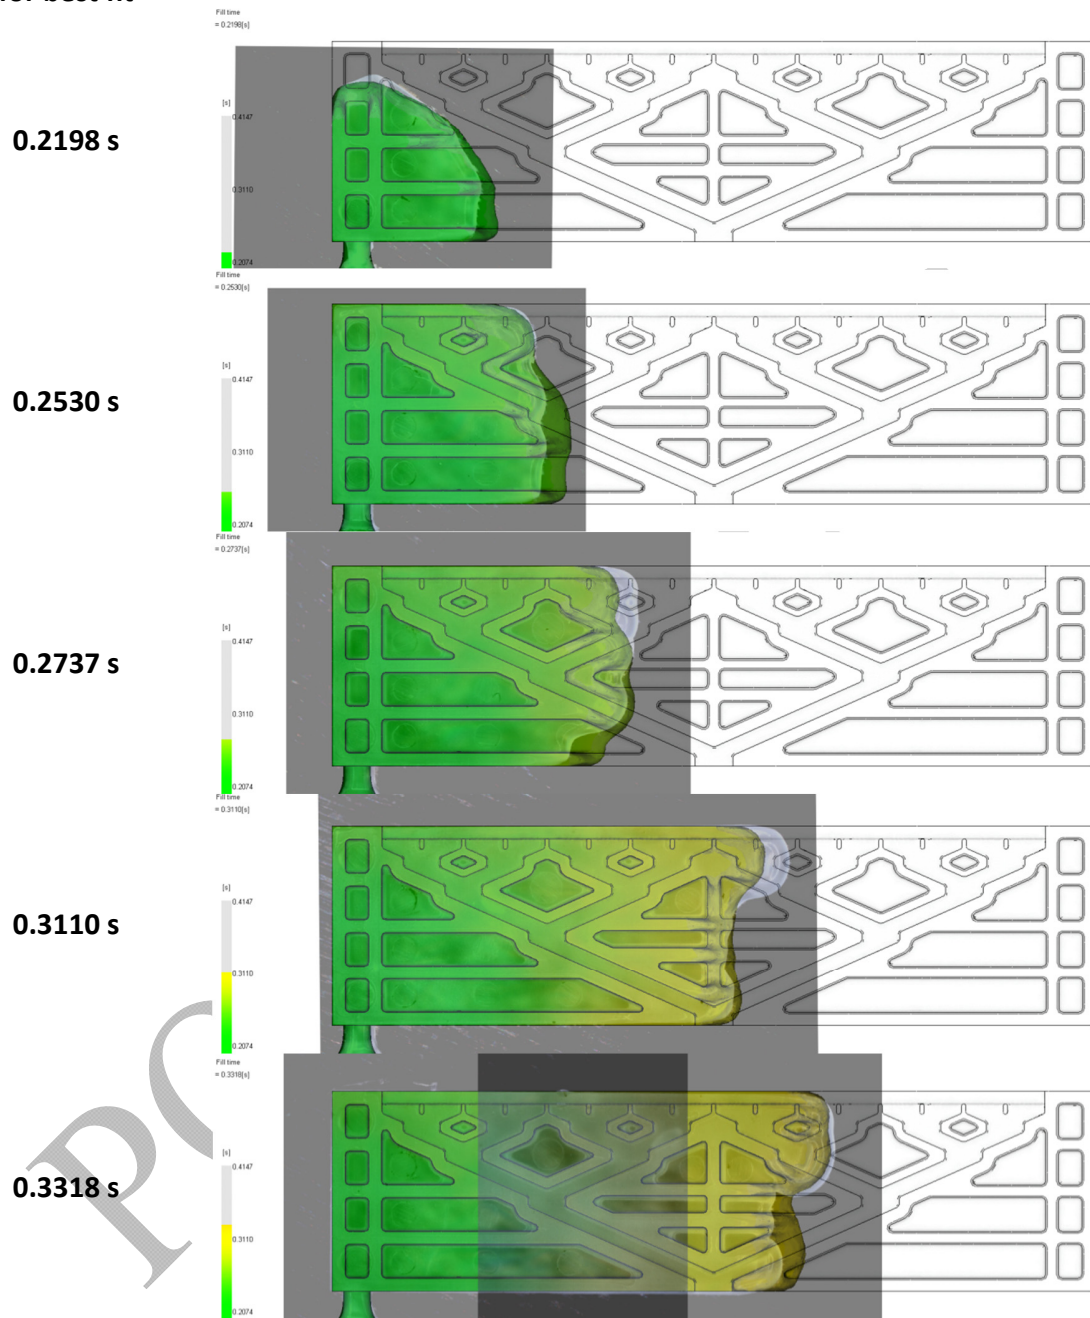 Fill time
= 0.2198[s]
[s]
0.4147
0.2198 s
0.3110
0.2074
Fill time
= 0.2530[s]
[s]
0.4147
0.2530 s
0.3110
0.2074
Fill time
= 0.2737[s]
[s]
0.4147
0.2737 s
0.3110
0.2074
Fill time
= 0.3110[s]
[s]
0.4147
0.3110 s
0.3110
0.2074
Fill time
= 0.3318[s]
[s]
0.4147
0.3318 s
0.3110
0.2074